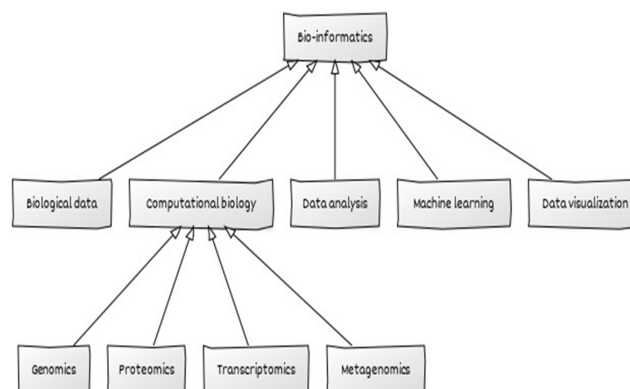 Bio-informatics
Biological data
Computational biology
Data analysis
Machine learning
Data visualization
Genomics
Proteomics
Transcriptomics
Metagenomics